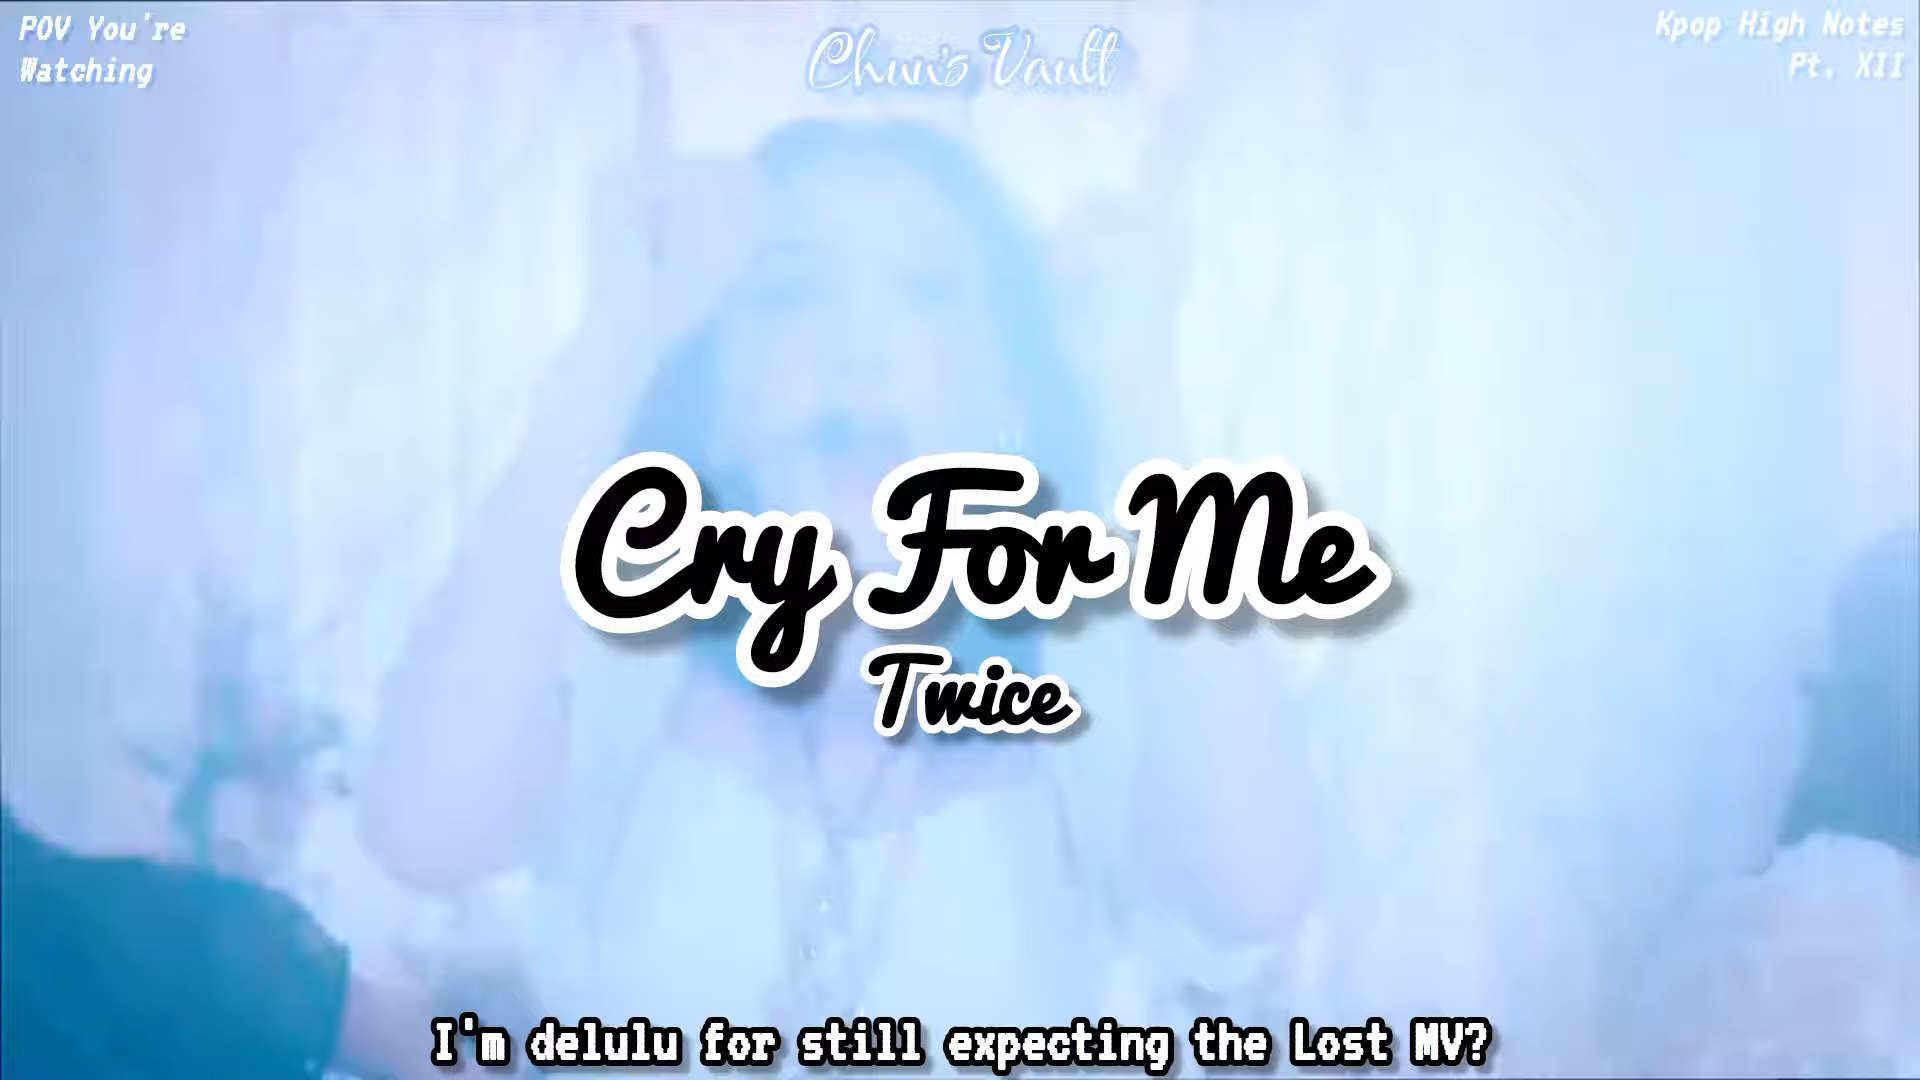 POV You're
Watching
Chuu's Vault
Kpop High Notes
Pt. XII
Cry For Me
Twice
I'm delulu for still expecting the Lost MV?